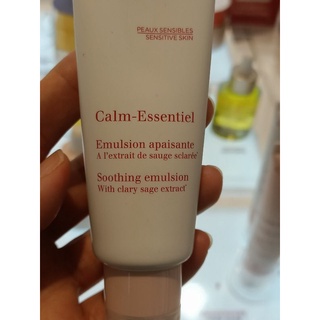 PEAUX SENSIBLES
SENSITIVE SKIN
Calm-Essentiel
Emulsion apaisante
A l'extrait de sauge sclarée*
Soothing emulsion
With clary sage extract*